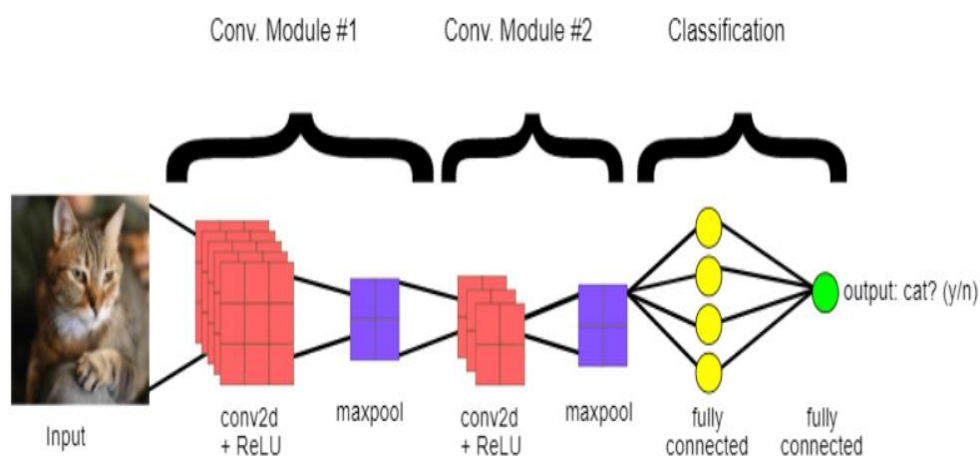 Conv. Module #1
Conv. Module #2
Classification
output: cat? (y/n)
Input
conv2d
+ ReLU
maxpool
conv2d
+ ReLU
maxpool
fully
connected
fully
connected